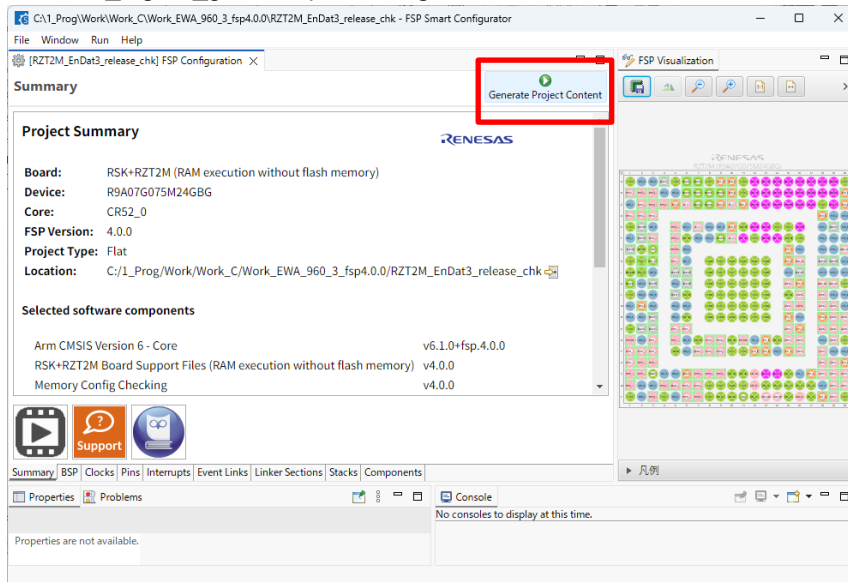 C:\1_Prog\Work\Work_C\Work_EWA_960_3_fsp4.0.0\RZT2M_EnDat3_release_chk - FSP Smart Configurator
File Window Run Help
[RZT2M_EnDat3_release_chk] FSP Configuration
FSP Visualization
Summary
Generate Project Content
Project Summary
RENESAS
Board: RSK+RZT2M (RAM execution without flash memory)
Device: R9A07G075M24GBG
Core: CR52_0
FSP Version: 4.0.0
Project Type: Flat
Location: C:/1_Prog/Work/Work_C/Work_EWA_960_3_fsp4.0.0/RZT2M_EnDat3_release_chk
Selected software components
Arm CMSIS Version 6 - Core v6.1.0+fsp.4.0.0
RSK+RZT2M Board Support Files (RAM execution without flash memory) v4.0.0
Memory Config Checking v4.0.0
RENESAS
Support
Summary BSP Clocks Pins Interrupts Event Links Linker Sections Stacks Components
凡例
Properties Problems
Console
No consoles to display at this time.
Properties are not available.